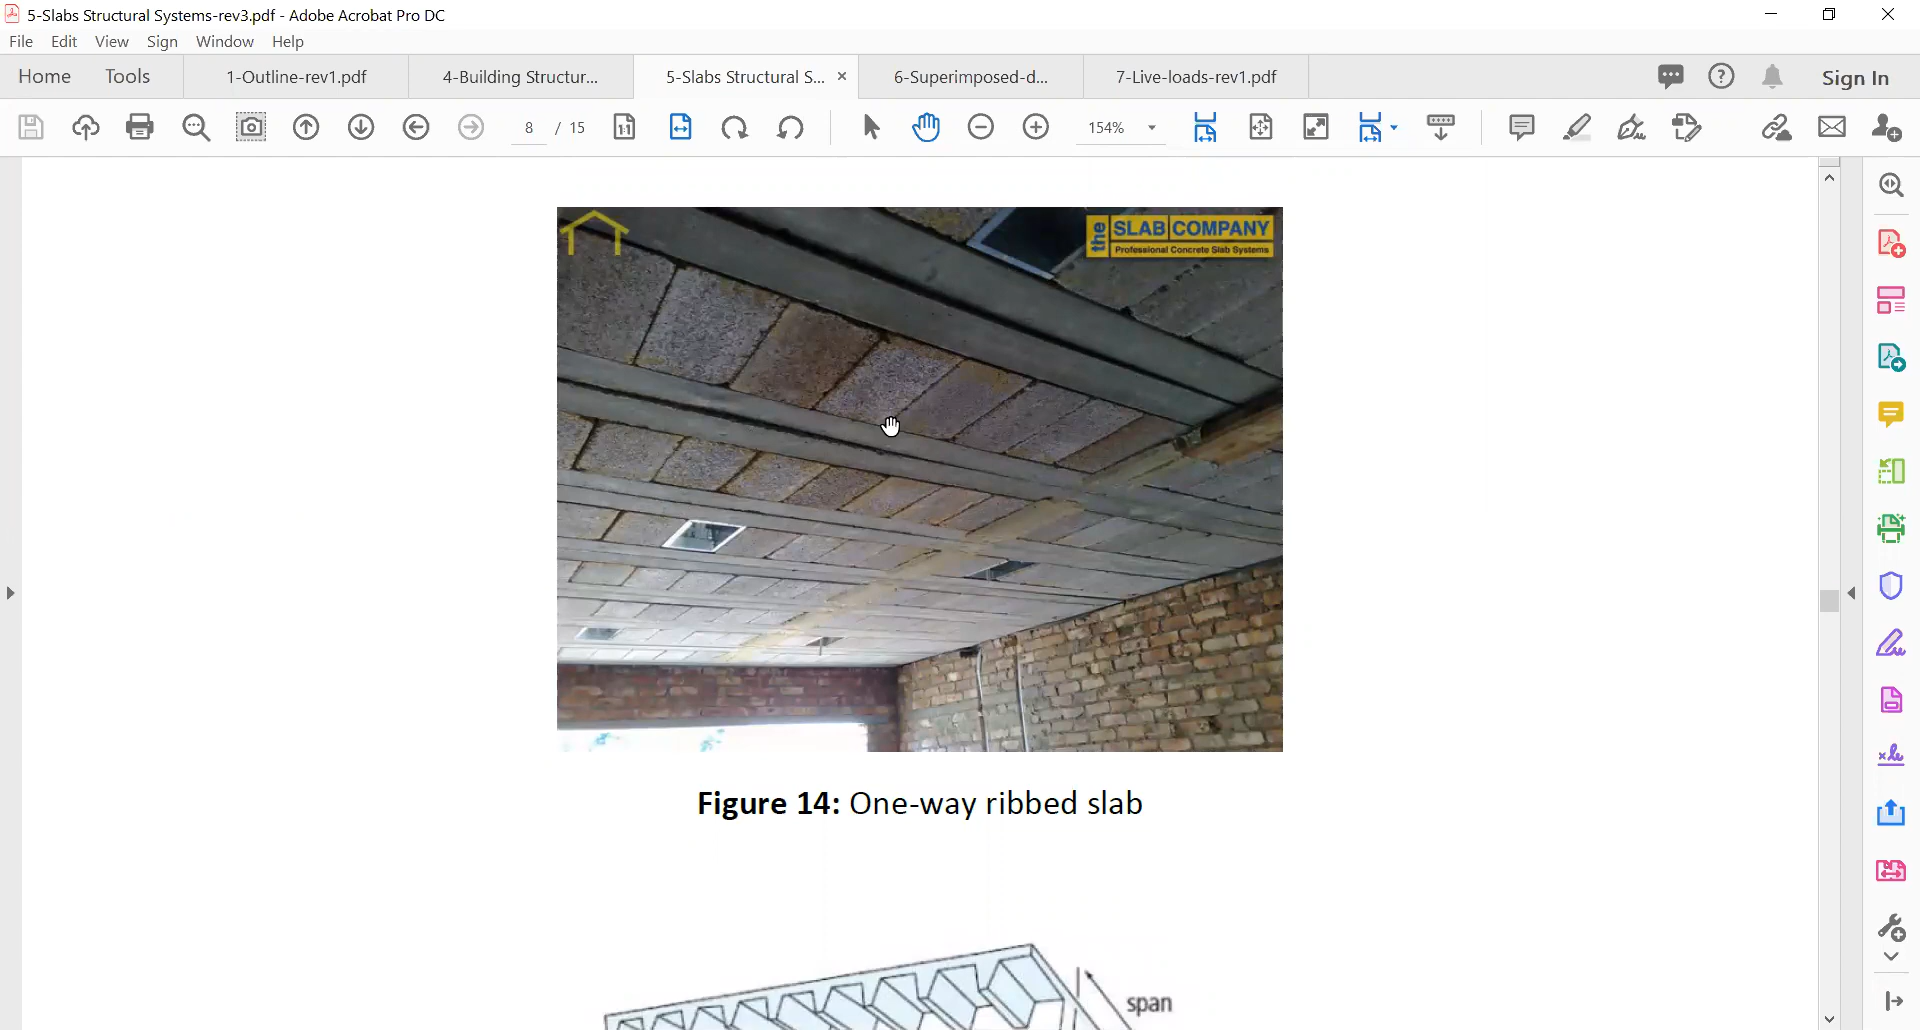 5-Slabs Structural Systems-rev3.pdf - Adobe Acrobat Pro DC
File Edit View Sign Window Help
Home Tools 1-Outline-rev1.pdf 4-Building Structur... 5-Slabs Structural S... × 6-Superimposed-d... 7-Live-loads-rev1.pdf Sign In
8 / 15 154%
the SLAB COMPANY
Professional Concrete Slab Systems
Figure 14: One-way ribbed slab
span